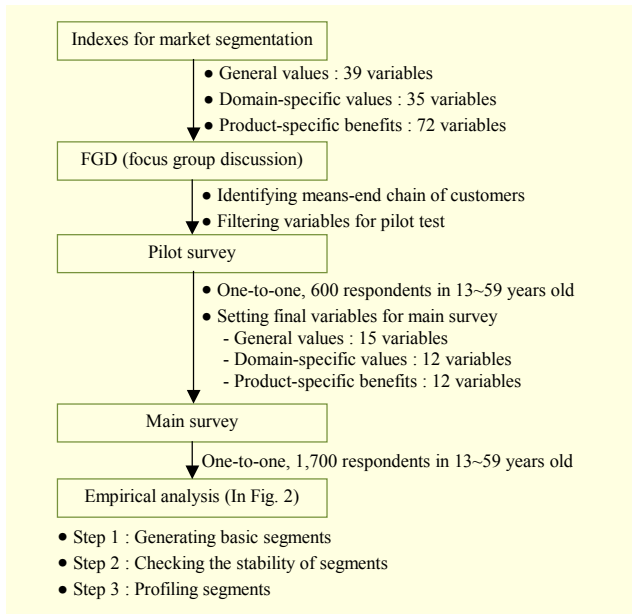 Indexes for market segmentation
● General values : 39 variables
● Domain-specific values : 35 variables
● Product-specific benefits : 72 variables
FGD (focus group discussion)
● Identifying means-end chain of customers
● Filtering variables for pilot test
Pilot survey
● One-to-one, 600 respondents in 13~59 years old
● Setting final variables for main survey
- General values : 15 variables
- Domain-specific values : 12 variables
- Product-specific benefits : 12 variables
Main survey
One-to-one, 1,700 respondents in 13~59 years old
Empirical analysis (In Fig. 2)
● Step 1 : Generating basic segments
● Step 2 : Checking the stability of segments
● Step 3 : Profiling segments